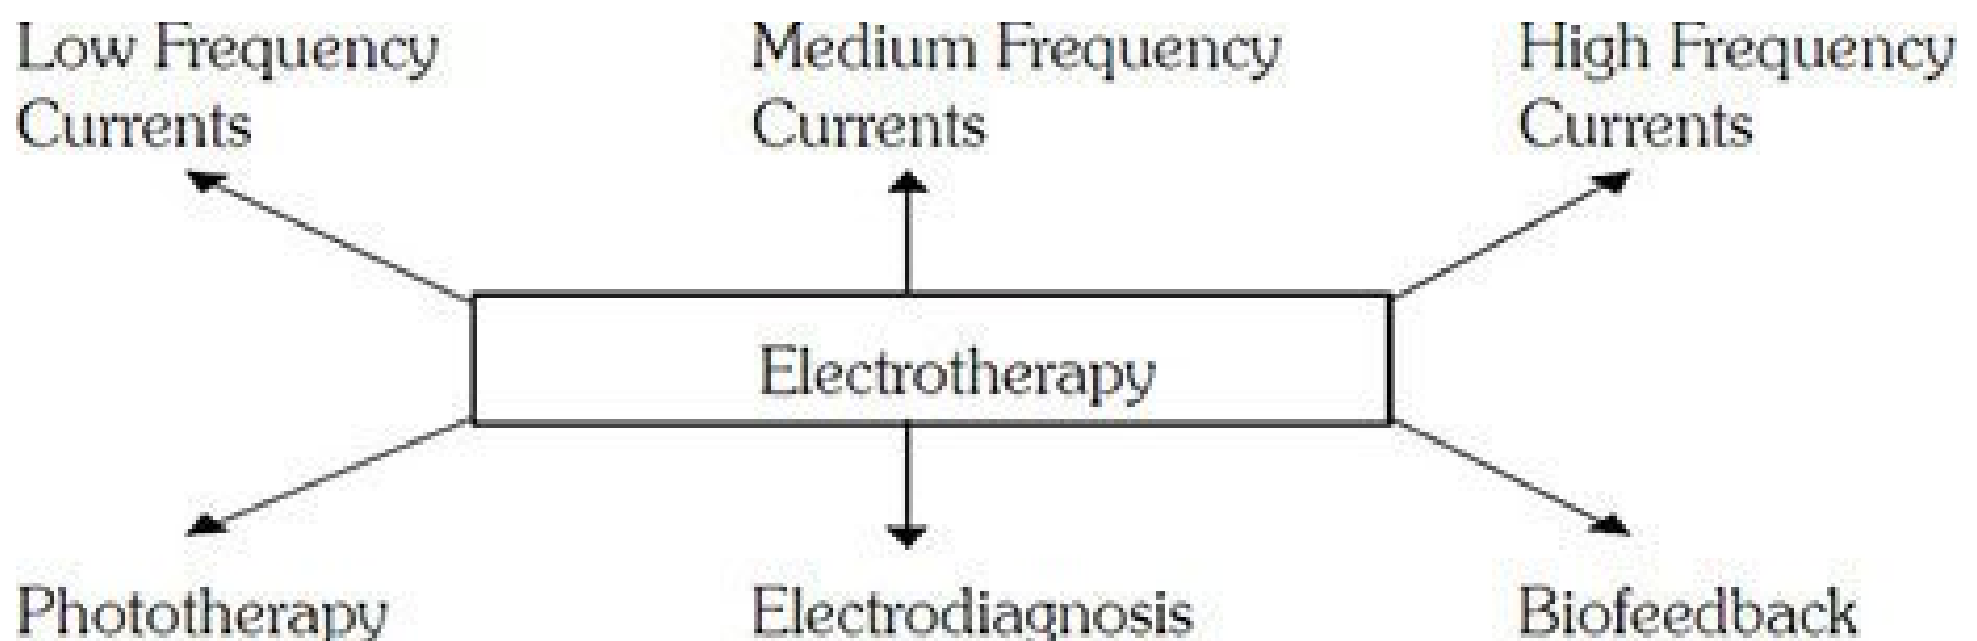 Low Frequency
Currents
Medium Frequency
Currents
High Frequency
Currents
Electrotherapy
Phototherapy
Electrodiagnosis
Biofeedback